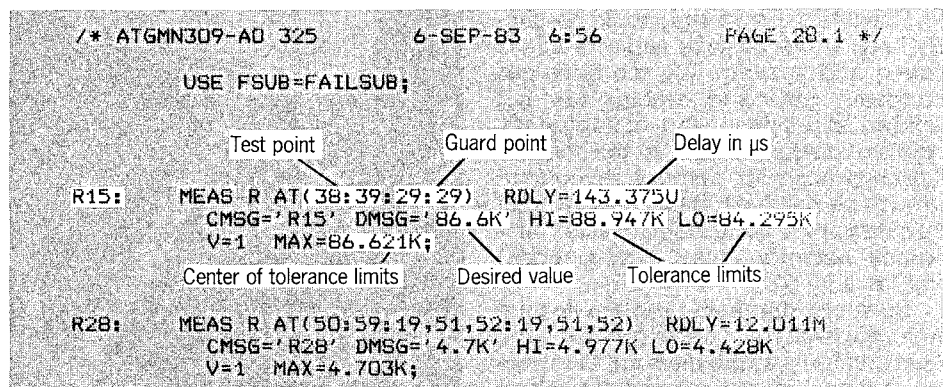 /* ATGMN309-AD 325 6-SEP-83 6:56 PAGE 28.1 */
USE FSUB=FAILSUB;
Test point Guard point Delay in µs
R15: MEAS R AT(38:39:29:29) RDLY=143.375U
CMSG='R15' DMSG='86.6K' HI=88.947K LO=84.295K
V=1 MAX=86.621K;
Center of tolerance limits Desired value Tolerance limits
R28: MEAS R AT(50:59:19,51,52:19,51,52) RDLY=12.011M
CMSG='R28' DMSG='4.7K' HI=4.977K LO=4.428K
V=1 MAX=4.703K;